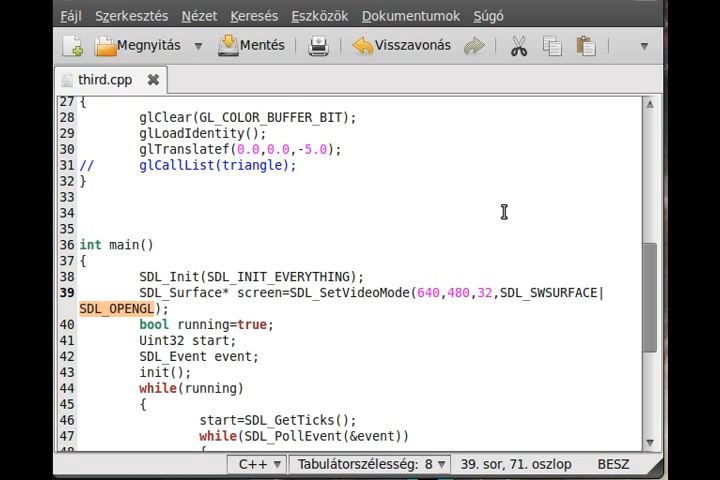 Fájl Szerkesztés Nézet Keresés Eszközök Dokumentumok Súgó
Megnyitás Mentés Visszavonás
third.cpp
27 {
28 glClear(GL_COLOR_BUFFER_BIT);
29 glLoadIdentity();
30 glTranslatef(0.0,0.0,-5.0);
31 // glCallList(triangle);
32 }
33
34
35
36 int main()
37 {
38 SDL_Init(SDL_INIT_EVERYTHING);
39 SDL_Surface* screen=SDL_SetVideoMode(640,480,32,SDL_SWSURFACE|
SDL_OPENGL);
40 bool running=true;
41 Uint32 start;
42 SDL_Event event;
43 init();
44 while(running)
45 {
46 start=SDL_GetTicks();
47 while(SDL_PollEvent(&event))
48 {
C++ Tabulátorszélesség: 8 39. sor, 71. oszlop BESZ